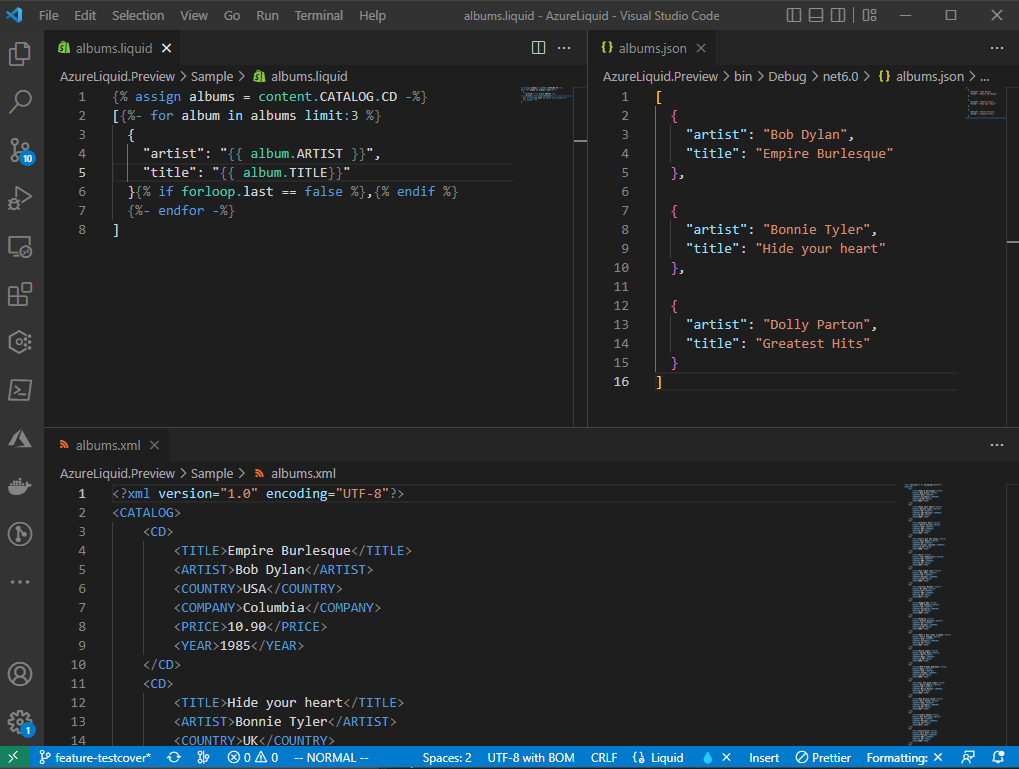 File Edit Selection View Go Run Terminal Help albums.liquid - AzureLiquid - Visual Studio Code
albums.liquid
AzureLiquid.Preview > Sample > albums.liquid
1 {% assign albums = content.CATALOG.CD -%}
2 [{%- for album in albums limit:3 %}
3 {
4 "artist": "{{ album.ARTIST }}",
5 "title": "{{ album.TITLE}}"
6 }{% if forloop.last == false %},{% endif %}
7 {%- endfor -%}
8 ]
albums.json
AzureLiquid.Preview > bin > Debug > net6.0 > {} albums.json > ...
1 [
2 {
3 "artist": "Bob Dylan",
4 "title": "Empire Burlesque"
5 },
6
7 {
8 "artist": "Bonnie Tyler",
9 "title": "Hide your heart"
10 },
11
12 {
13 "artist": "Dolly Parton",
14 "title": "Greatest Hits"
15 }
16 ]
albums.xml
AzureLiquid.Preview > Sample > albums.xml
1 <?xml version="1.0" encoding="UTF-8"?>
2 <CATALOG>
3 <CD>
4 <TITLE>Empire Burlesque</TITLE>
5 <ARTIST>Bob Dylan</ARTIST>
6 <COUNTRY>USA</COUNTRY>
7 <COMPANY>Columbia</COMPANY>
8 <PRICE>10.90</PRICE>
9 <YEAR>1985</YEAR>
10 </CD>
11 <CD>
12 <TITLE>Hide your heart</TITLE>
13 <ARTIST>Bonnie Tyler</ARTIST>
14 <COUNTRY>UK</COUNTRY>
10
1
feature-testcover* 0 0 -- NORMAL -- Spaces: 2 UTF-8 with BOM CRLF {} Liquid Insert Prettier Formatting: ×